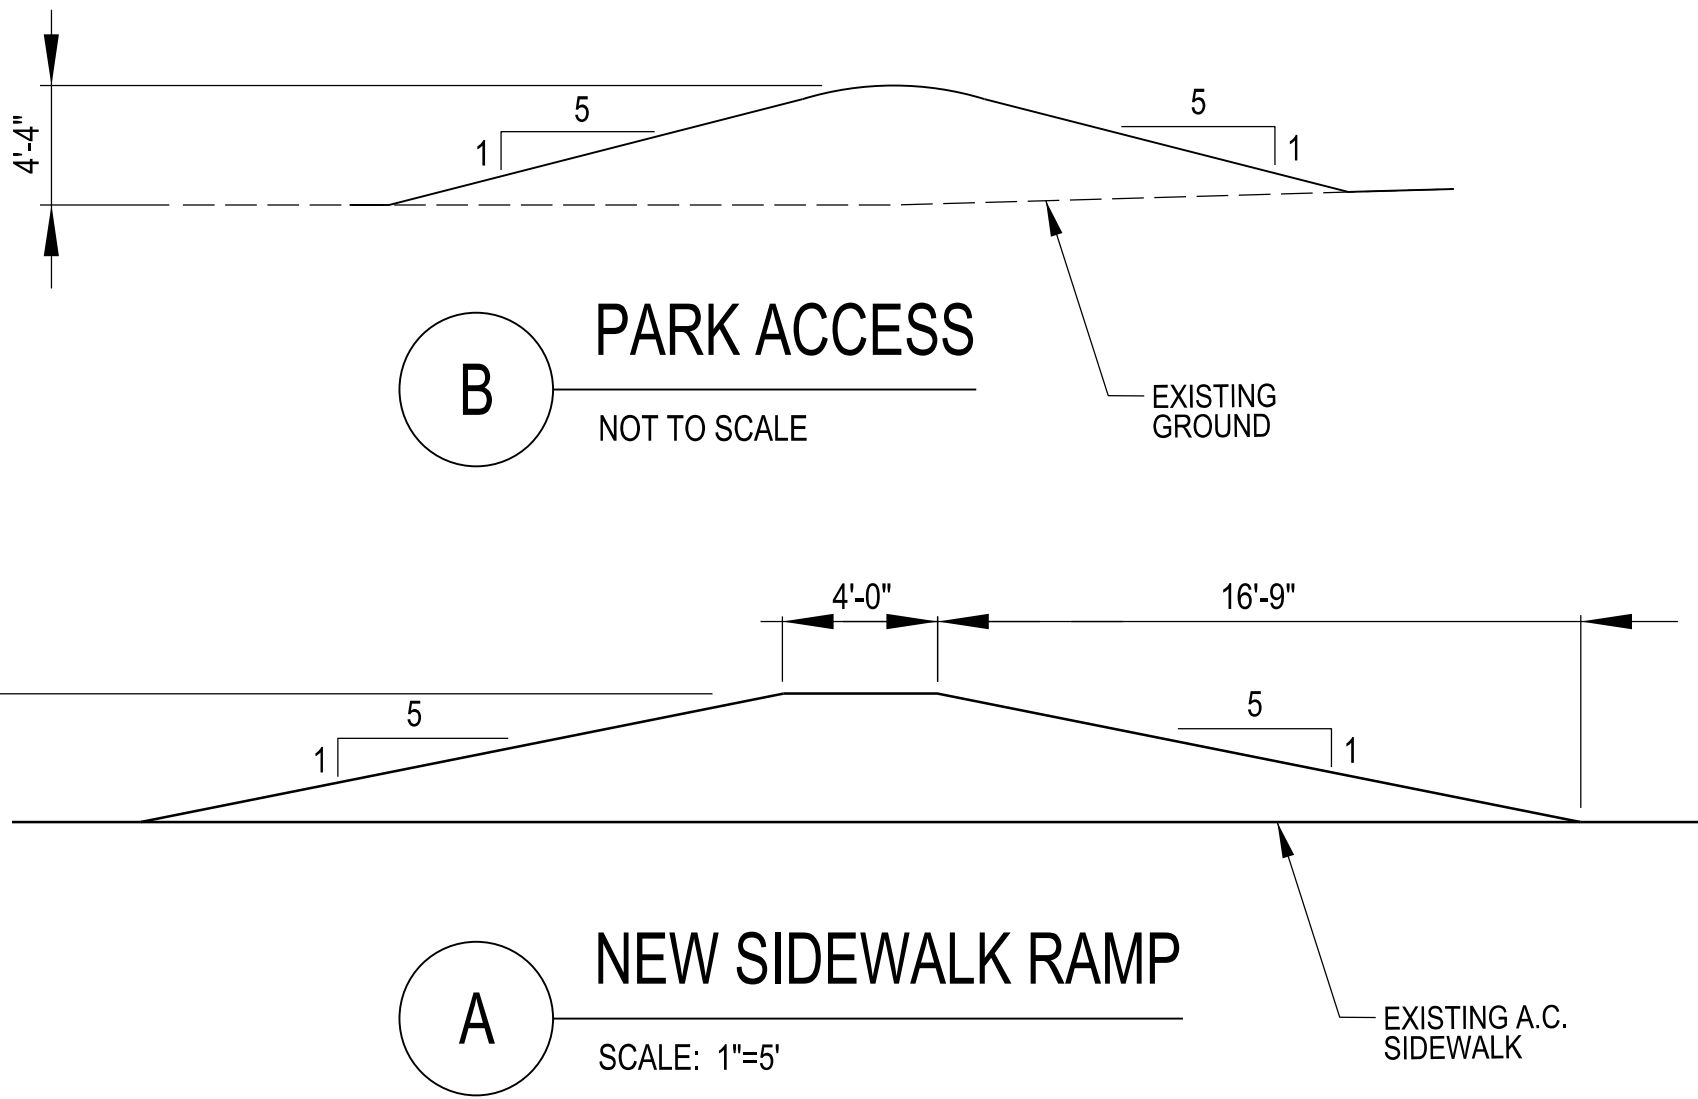 5
5
1
1
4'-4"
PARK ACCESS
B
NOT TO SCALE
EXISTING
GROUND
4'-0"
16'-9"
5
5
1
1
NEW SIDEWALK RAMP
A
SCALE: 1"=5'
EXISTING A.C.
SIDEWALK